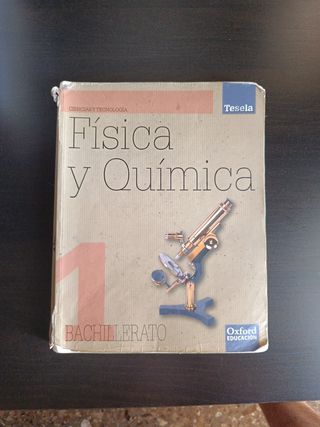 CIENCIAS Y TECNOLOGÍA
Tesela
Física
y Química
1
BACHILLERATO
Oxford
EDUCACIÓN